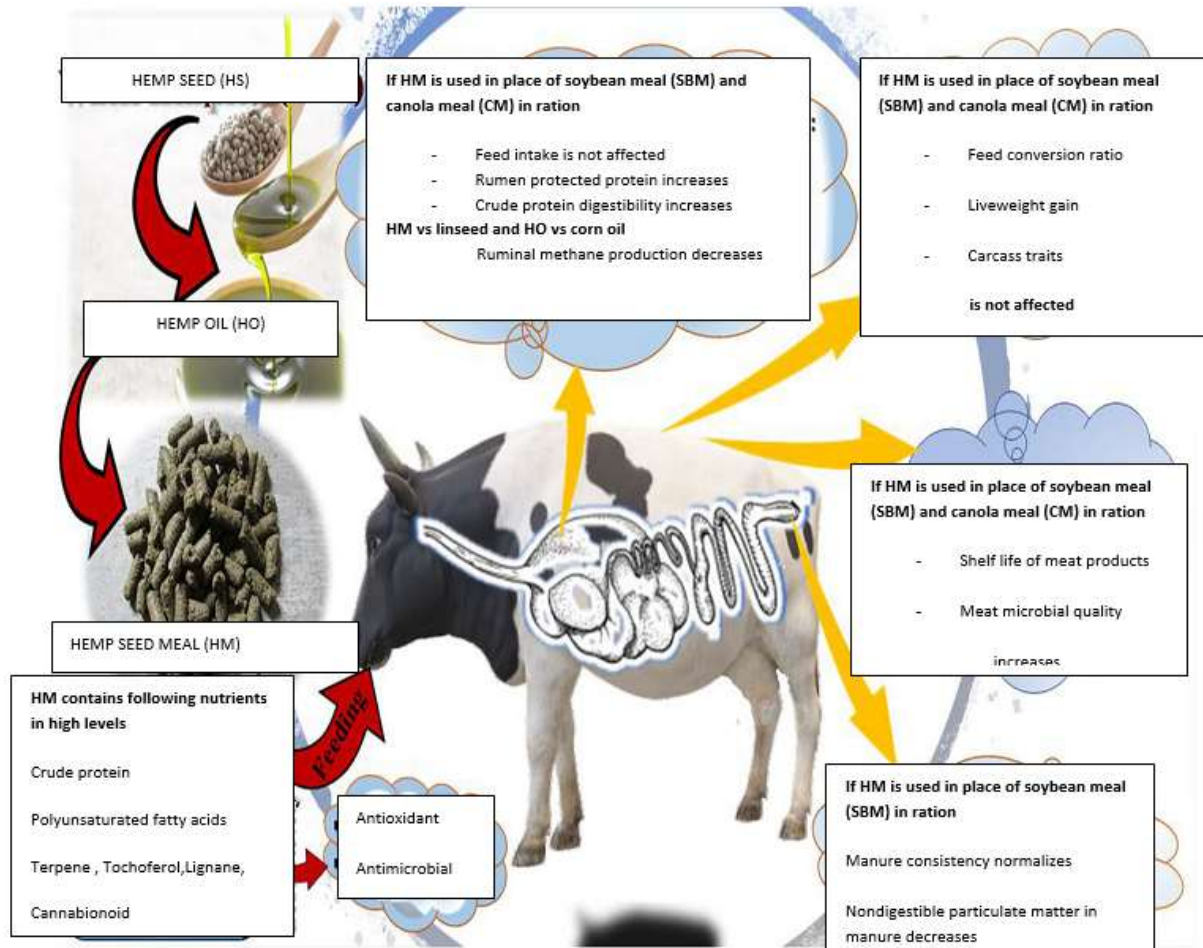 HEMP SEED (HS)
HEMP OIL (HO)
HEMP SEED MEAL (HM)
HM contains following nutrients
in high levels
Crude protein
Polyunsaturated fatty acids
Terpene , Tochoferol,Lignane,
Cannabionoid
Feeding
Antioxidant
Antimicrobial
If HM is used in place of soybean meal (SBM) and
canola meal (CM) in ration
- Feed intake is not affected
- Rumen protected protein increases
- Crude protein digestibility increases
HM vs linseed and HO vs corn oil
Ruminal methane production decreases
If HM is used in place of soybean meal
(SBM) and canola meal (CM) in ration
- Feed conversion ratio
- Liveweight gain
- Carcass traits
is not affected
If HM is used in place of soybean meal
(SBM) and canola meal (CM) in ration
- Shelf life of meat products
- Meat microbial quality
increases
If HM is used in place of soybean meal
(SBM) in ration
Manure consistency normalizes
Nondigestible particulate matter in
manure decreases